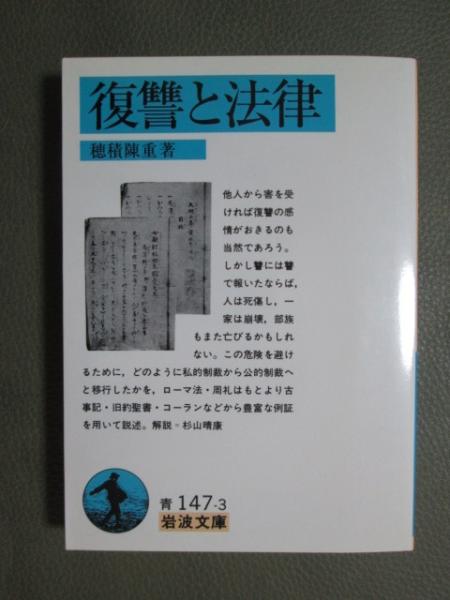 復讐と法律
穂積陳重著
他人から害を受
ければ復讐の感
情がおきるのも
当然であろう。
しかし讐には讐
で報いたならば,
人は死傷し, 一
家は崩壊, 部族
もまた亡びるかもしれ
ない。この危険を避け
るために, どのように私的制裁から公的制裁へ
と移行したかを, ローマ法・周礼はもとより古
事記・旧約聖書・コーランなどから豊富な例証
を用いて説述。解説=杉山晴康
青 147-3
岩波文庫